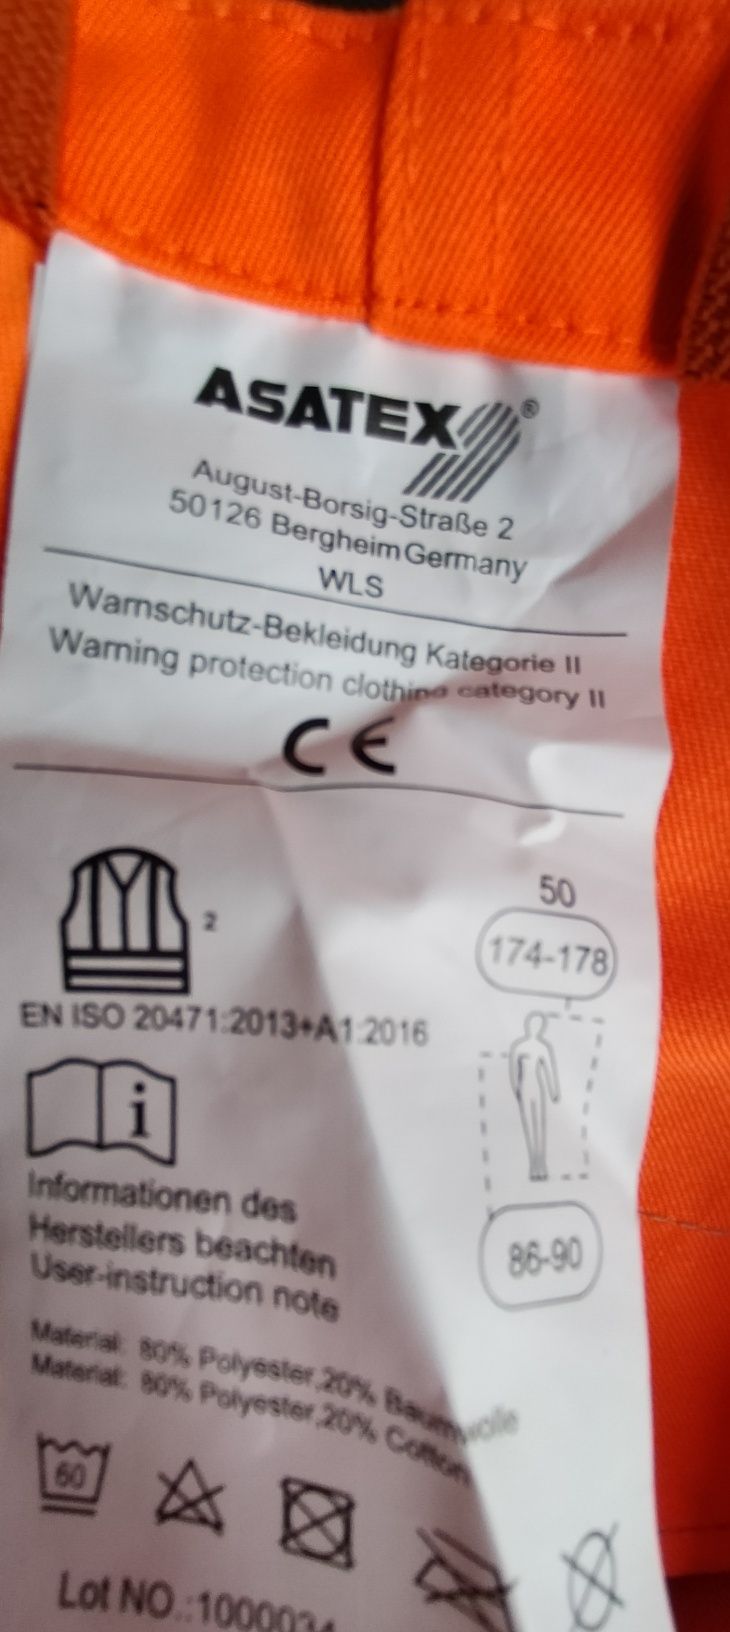 ASATEX®
August-Borsig-Straße 2
50126 Bergheim Germany
WLS
Warnschutz-Bekleidung Kategorie II
Warning protection clothing category II
CE
2
50
174-178
EN ISO 20471:2013+A1:2016
i
Informationen des
Herstellers beachten
User-instruction note
86-90
Material: 80% Polyester,20% Baumwolle
Material: 80% Polyester,20% Cotton
60
Lot NO.: